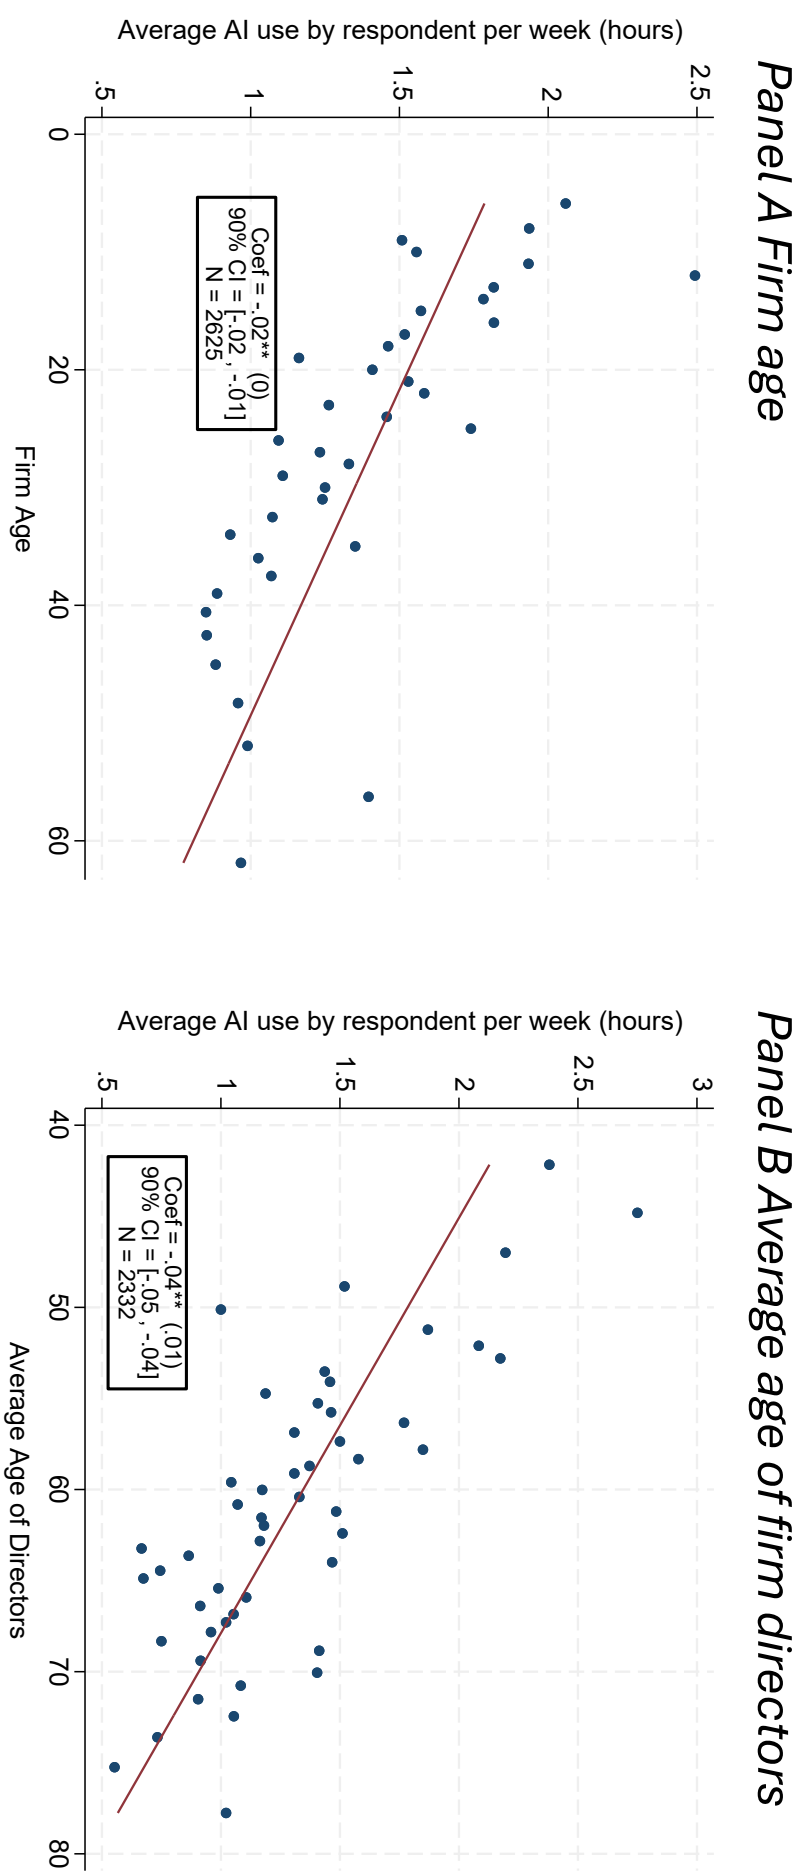 Panel A Firm age
Average AI use by respondent per week (hours)
2.5
2
1.5
1
.5
0
20
40
60
Firm Age
Coef = -.02** (0)
90% CI = [-.02 , -.01]
N = 2625
Panel B Average age of firm directors
Average AI use by respondent per week (hours)
3
2.5
2
1.5
1
.5
40
50
60
70
80
Average Age of Directors
Coef = -.04** (.01)
90% CI = [-.05 , -.04]
N = 2332